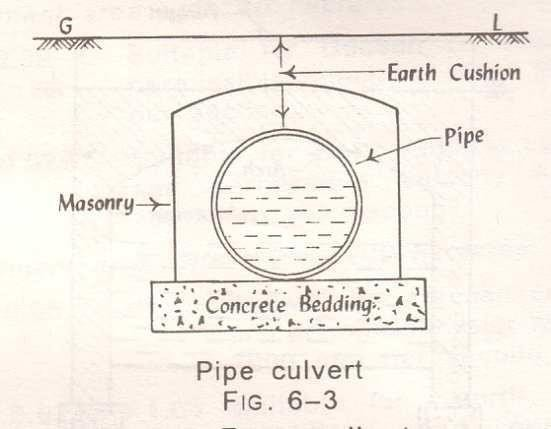 G L
Earth Cushion
Pipe
Masonry
Concrete Bedding
Pipe culvert
FIG. 6–3